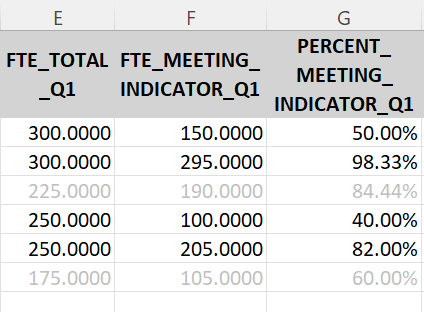 E F G
FTE_TOTAL_Q1 FTE_MEETING_INDICATOR_Q1 PERCENT_MEETING_INDICATOR_Q1
300.0000 150.0000 50.00%
300.0000 295.0000 98.33%
225.0000 190.0000 84.44%
250.0000 100.0000 40.00%
250.0000 205.0000 82.00%
175.0000 105.0000 60.00%